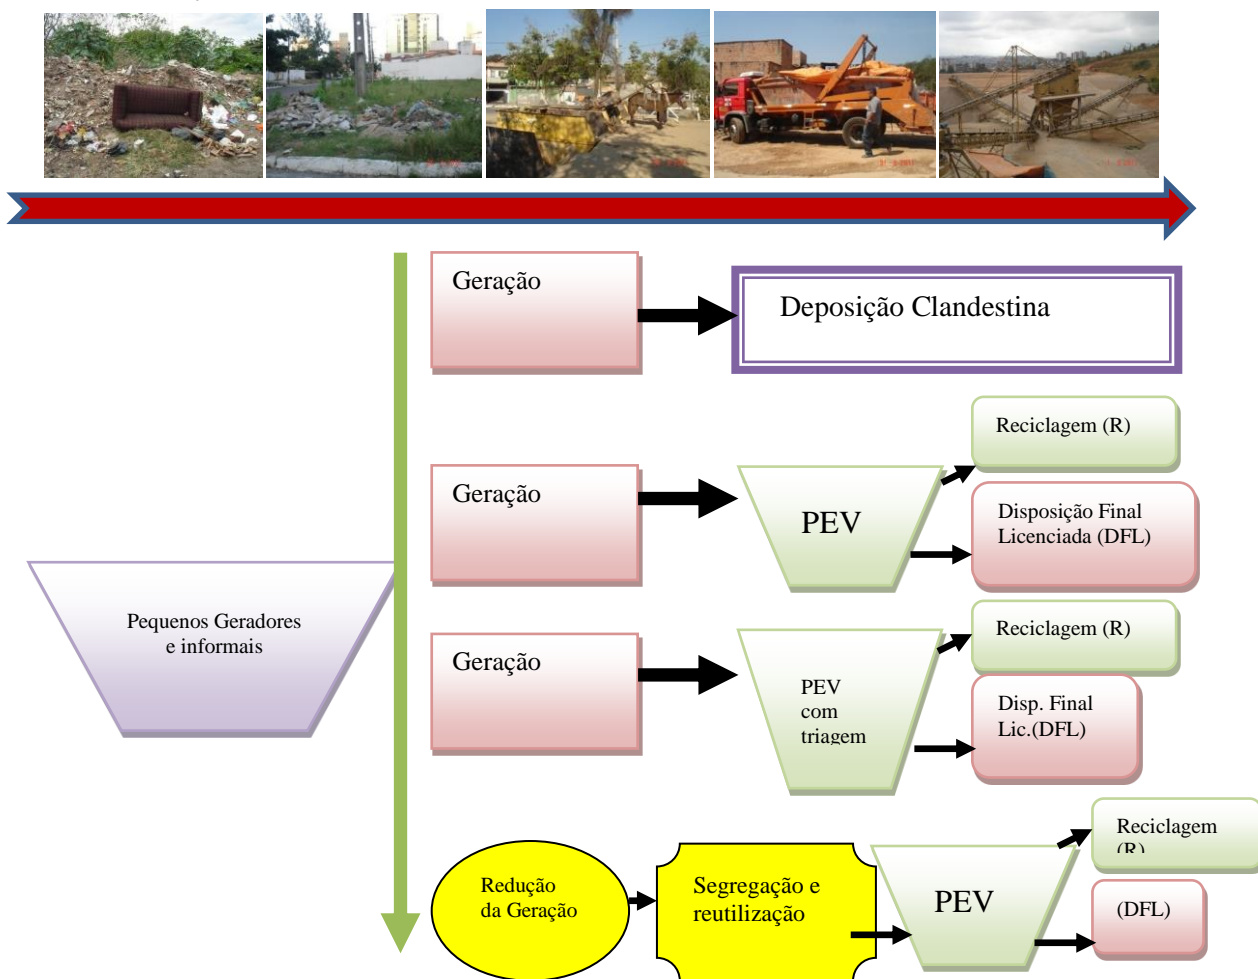 Geração
Deposição Clandestina
Reciclagem (R)
Geração
PEV
Disposição Final
Licenciada (DFL)
Pequenos Geradores
e informais
Reciclagem (R)
Geração
PEV
com
triagem
Disp. Final
Lic.(DFL)
Reciclagem
(R)
Redução
da Geração
Segregação e
reutilização
PEV
(DFL)